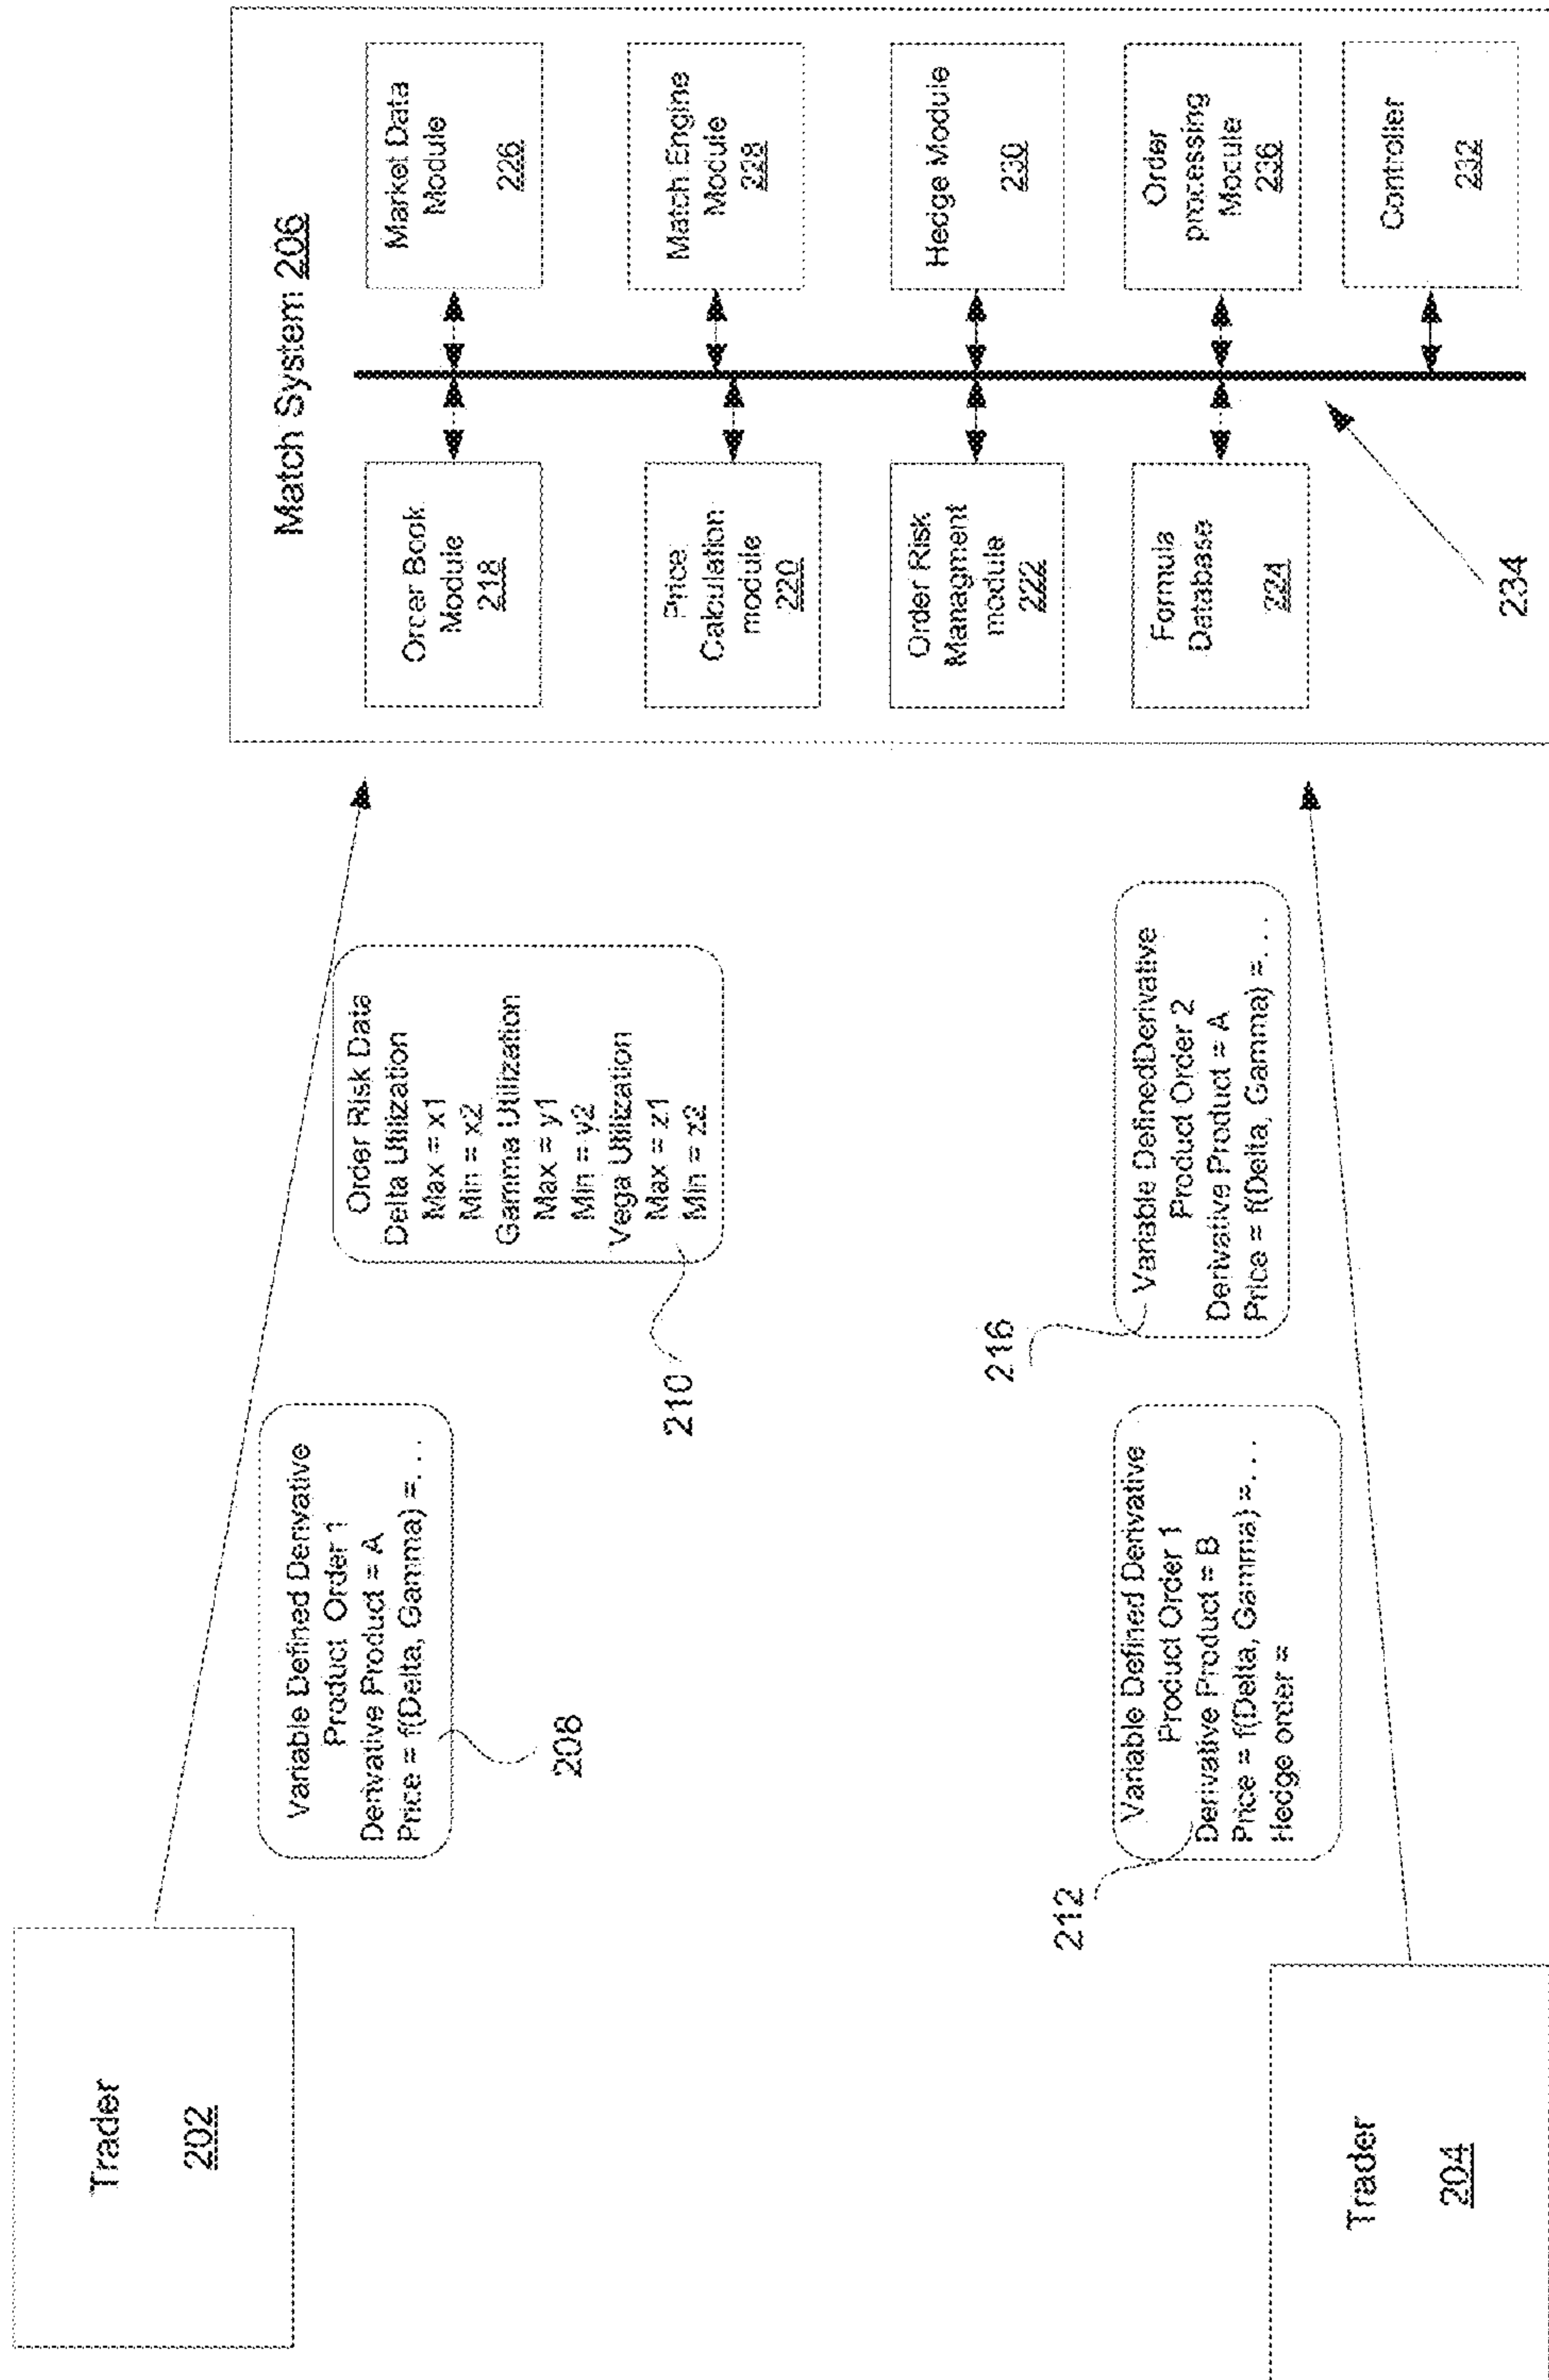 Trader
202
Variable Defined Derivative
Product Order 1
Derivative Product = A
Price = f(Delta, Gamma) =. . .
208
Order Risk Data
Delta Utilization
Max = x1
Min = x2
Gamma Utilization
Max = y1
Min = y2
Vega Utilization
Max = z1
Min = z2
210
Trader
204
Variable Defined Derivative
Product Order 1
Derivative Product = B
Price = f(Delta, Gamma) =. . .
Hedge order =
212
Variable DefinedDerivative
Product Order 2
Derivative Product = A
Price = f(Delta, Gamma) =. . .
216
Match System 206
Order Book
Module
218
Price
Calculation
module
220
Order Risk
Managment
module
222
Formula
Database
224
Market Data
Module
226
Match Engine
Module
228
Hedge Module
230
Order
processing
Module
236
Controller
232
234